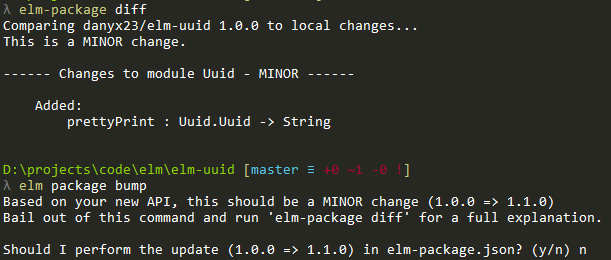 λ elm-package diff
Comparing danyx23/elm-uuid 1.0.0 to local changes...
This is a MINOR change.
------ Changes to module Uuid - MINOR ------
Added:
prettyPrint : Uuid.Uuid -> String
D:\projects\code\elm\elm-uuid [master ≡ +0 ~1 -0 !]
λ elm package bump
Based on your new API, this should be a MINOR change (1.0.0 => 1.1.0)
Bail out of this command and run 'elm-package diff' for a full explanation.
Should I perform the update (1.0.0 => 1.1.0) in elm-package.json? (y/n) n